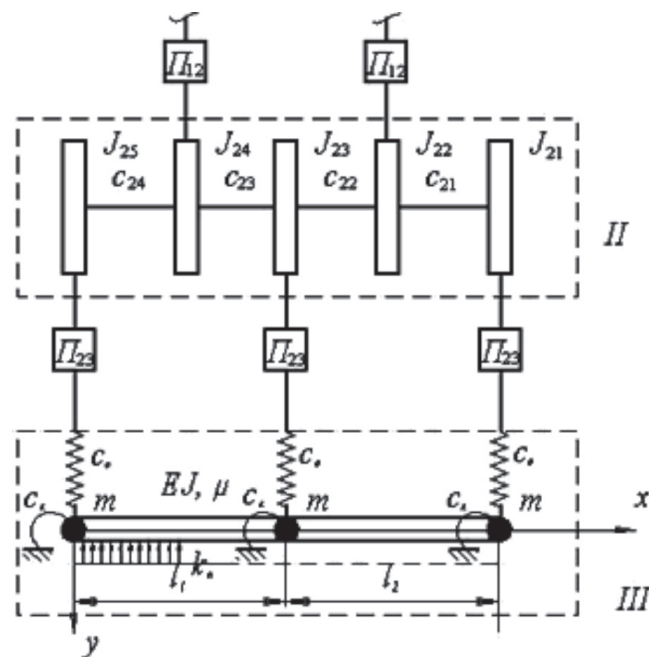 П₁₂ П₁₂
J₂₅ J₂₄ J₂₃ J₂₂ J₂₁
c₂₄ c₂₃ c₂₂ c₂₁
II
П₂₃ П₂₃ П₂₃
c c c
EJ, μ
c m c m c m x
k
l₁ l₂
III
y